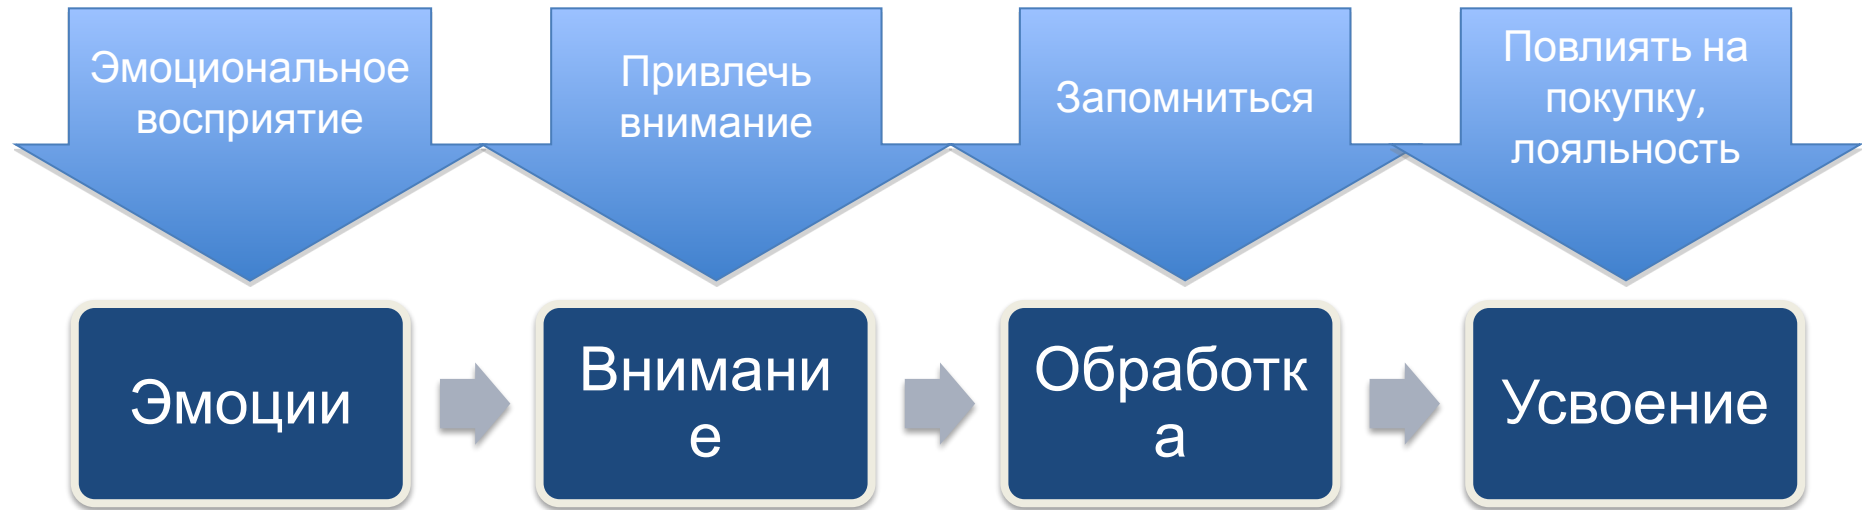 Эмоциональное
восприятие
Привлечь
внимание
Запомниться
Повлиять на
покупку,
лояльность
Эмоции
Внимани
е
Обработк
а
Усвоение